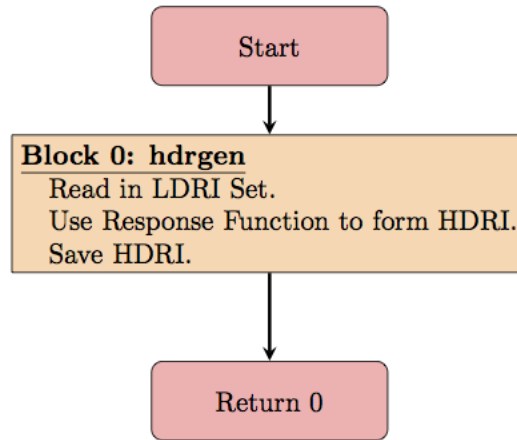 Start
Block 0: hdrgen
Read in LDRI Set.
Use Response Function to form HDRI.
Save HDRI.
Return 0